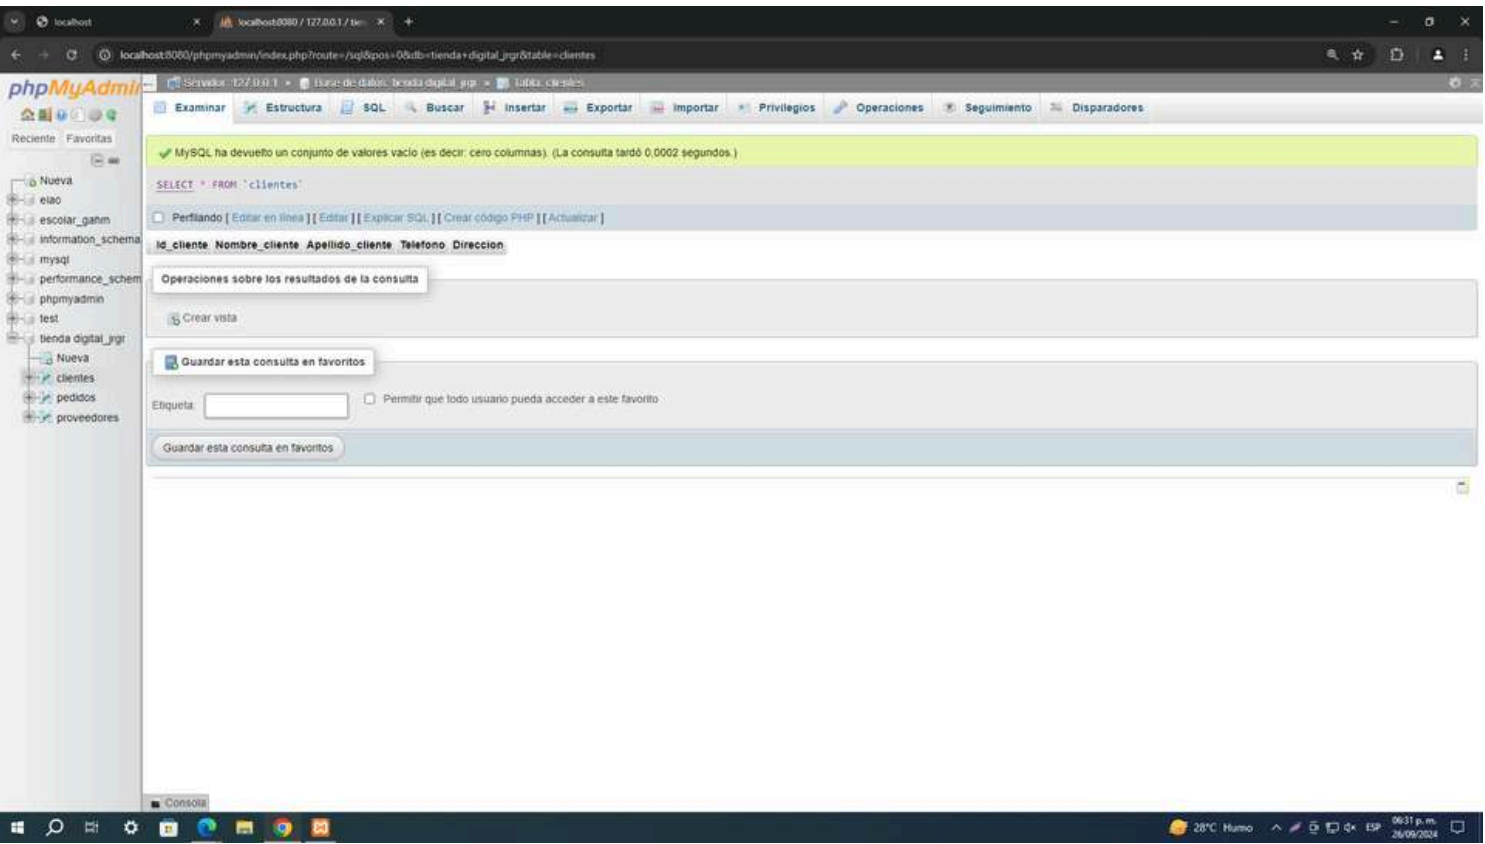 localhost
localhost:8080 / 127.0.0.1 / tien
localhost:8080/phpmyadmin/index.php?route=/sql&pos=0&db=tienda+digital_jrgr&table=clientes
phpMyAdmin
Servidor: 127.0.0.1 » Base de datos: tienda digital_jrgr » Tabla: clientes
Examinar Estructura SQL Buscar Insertar Exportar Importar Privilegios Operaciones Seguimiento Disparadores
Reciente Favoritas
Nueva
elao
escolar_gahm
information_schema
mysql
performance_schem
phpmyadmin
test
tienda digital_jrgr
Nueva
clientes
pedidos
proveedores
MySQL ha devuelto un conjunto de valores vacío (es decir: cero columnas). (La consulta tardó 0,0002 segundos.)
SELECT * FROM `clientes`
Perfilando [ Editar en línea ] [ Editar ] [ Explicar SQL ] [ Crear código PHP ] [ Actualizar ]
Id_cliente Nombre_cliente Apellido_cliente Telefono Direccion
Operaciones sobre los resultados de la consulta
Crear vista
Guardar esta consulta en favoritos
Etiqueta: Permitir que todo usuario pueda acceder a este favorito
Guardar esta consulta en favoritos
Consola
28°C Humo ESP 06:31 p. m.
26/09/2024